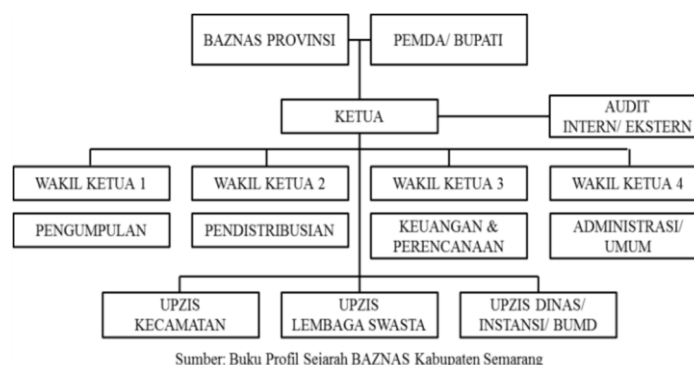 BAZNAS PROVINSI
PEMDA/ BUPATI
KETUA
AUDIT
INTERN/ EKSTERN
WAKIL KETUA 1
WAKIL KETUA 2
WAKIL KETUA 3
WAKIL KETUA 4
PENGUMPULAN
PENDISTRIBUSIAN
KEUANGAN &
PERENCANAAN
ADMINISTRASI/
UMUM
UPZIS
KECAMATAN
UPZIS
LEMBAGA SWASTA
UPZIS DINAS/
INSTANSI/ BUMD
Sumber: Buku Profil Sejarah BAZNAS Kabupaten Semarang